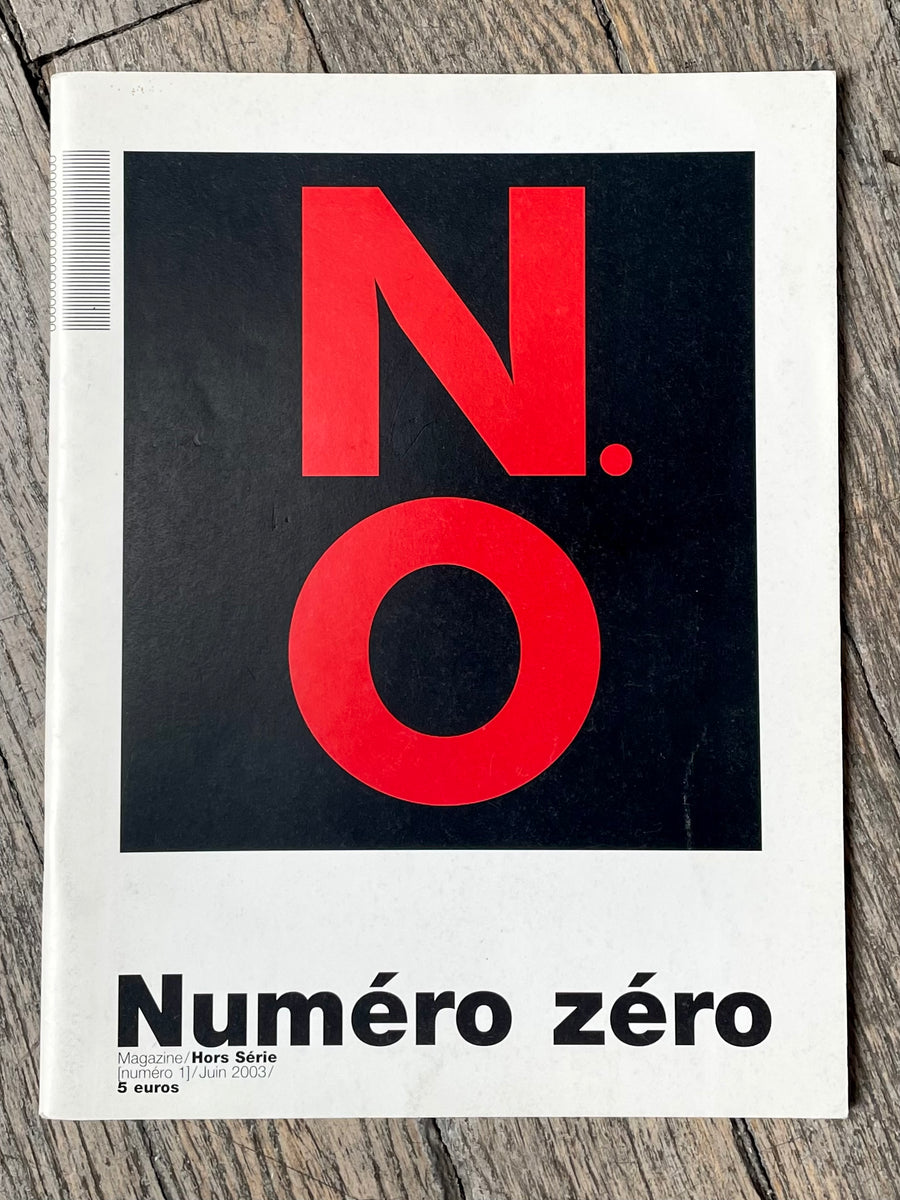 N.
O
Numéro zéro
Magazine/Hors Série
[numéro 1]/Juin 2003/
5 euros